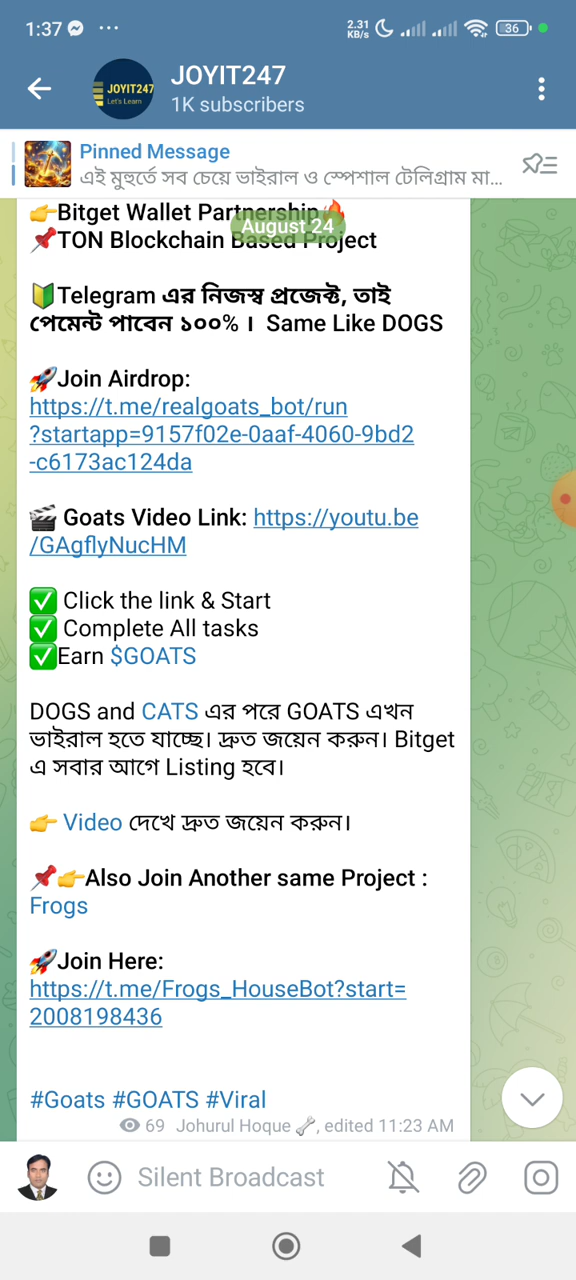 1:37
2.31
KB/s
36
JOYIT247
Let's Learn
JOYIT247
1K subscribers
Pinned Message
এই মুহুর্তে সব চেয়ে ভাইরাল ও স্পেশাল টেলিগ্রাম মা...
👉Bitget Wallet Partnership🔥
August 24
📌TON Blockchain Based Project
🔰Telegram এর নিজস্ব প্রজেক্ট, তাই
পেমেন্ট পাবেন ১০০% । Same Like DOGS
🚀Join Airdrop:
https://t.me/realgoats_bot/run
?startapp=9157f02e-0aaf-4060-9bd2
-c6173ac124da
🎬 Goats Video Link: https://youtu.be
/GAgflyNucHM
✅ Click the link & Start
✅ Complete All tasks
✅Earn $GOATS
DOGS and CATS এর পরে GOATS এখন
ভাইরাল হতে যাচ্ছে। দ্রুত জয়েন করুন। Bitget
এ সবার আগে Listing হবে।
👉 Video দেখে দ্রুত জয়েন করুন।
📌👉Also Join Another same Project :
Frogs
🚀Join Here:
https://t.me/Frogs_HouseBot?start=
2008198436
#Goats #GOATS #Viral
69 Johurul Hoque 🦴, edited 11:23 AM
Silent Broadcast